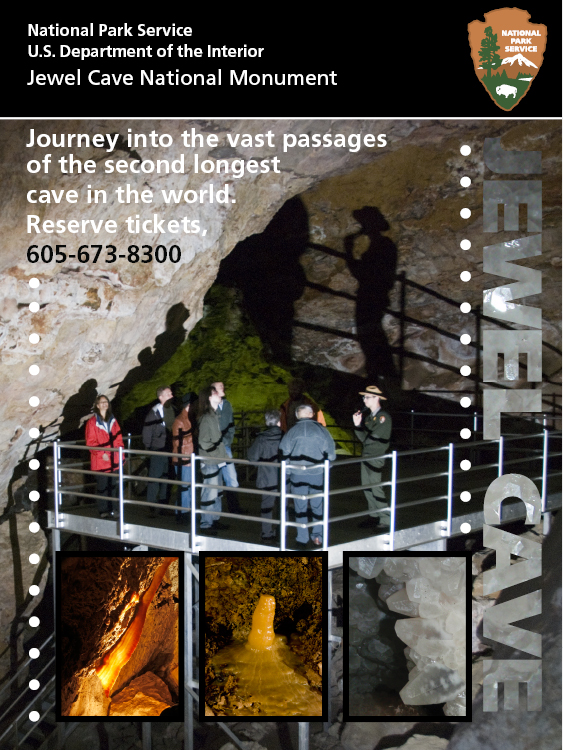 National Park Service
U.S. Department of the Interior
Jewel Cave National Monument
NATIONAL
PARK
SERVICE
Journey into the vast passages
of the second longest
cave in the world.
Reserve tickets,
605-673-8300
JEWEL CAVE